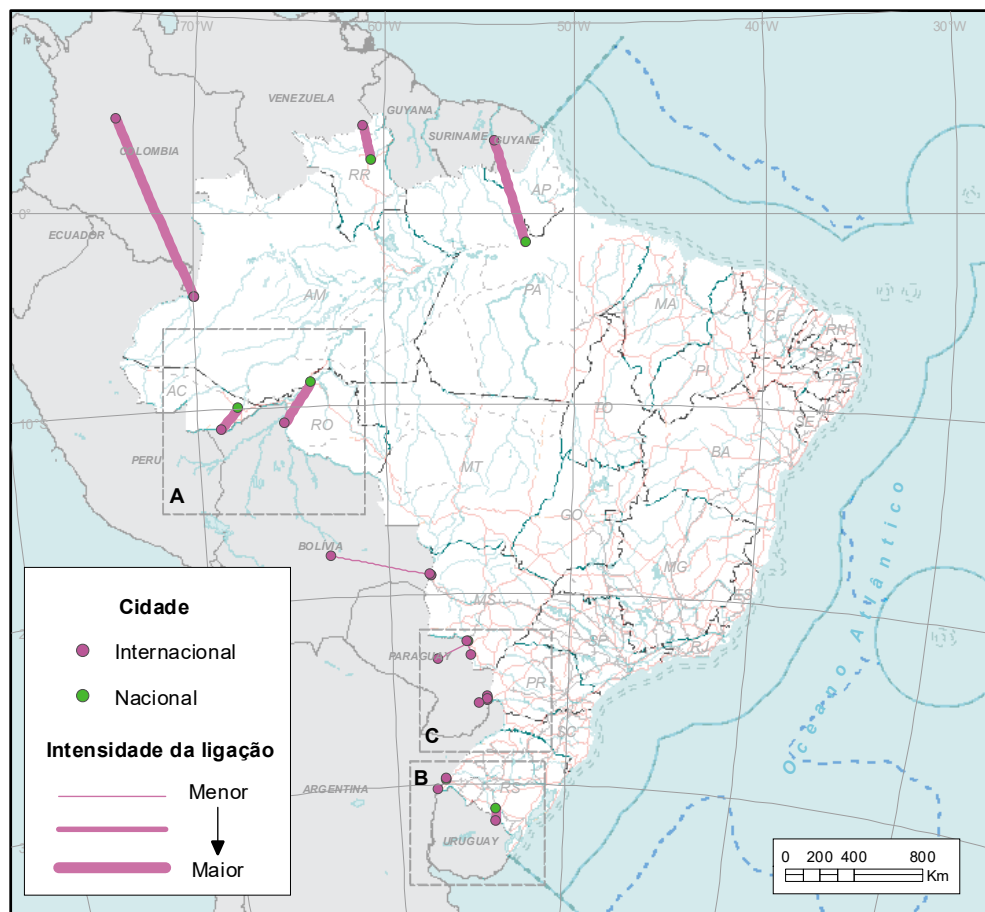 70°W
60°W
50°W
40°W
30°W
VENEZUELA
GUYANA
SURINAME
GUYANE
COLOMBIA
RR
AP
0°
ECUADOR
AM
PA
MA
CE
RN
PB
PE
AL
SE
PI
AC
RO
TO
BA
10°S
PERU
A
MT
GO
BOLÍVIA
MG
ES
MS
SP
RJ
PARAGUAY
PR
C
SC
B
RS
ARGENTINA
URUGUAY
Oceano Atlântico
Cidade
Internacional
Nacional
Intensidade da ligação
Menor
Maior
0 200 400 800
Km